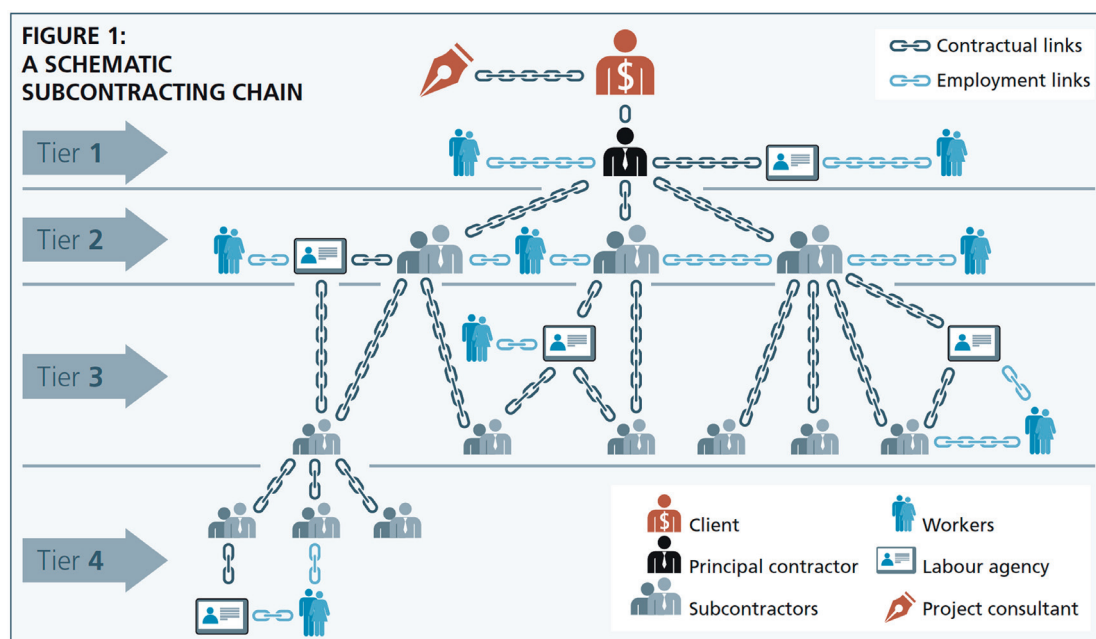 FIGURE 1:
A SCHEMATIC
SUBCONTRACTING CHAIN
Contractual links
Employment links
Tier 1
Tier 2
Tier 3
Tier 4
$
Client
Workers
Principal contractor
Labour agency
Subcontractors
Project consultant
$